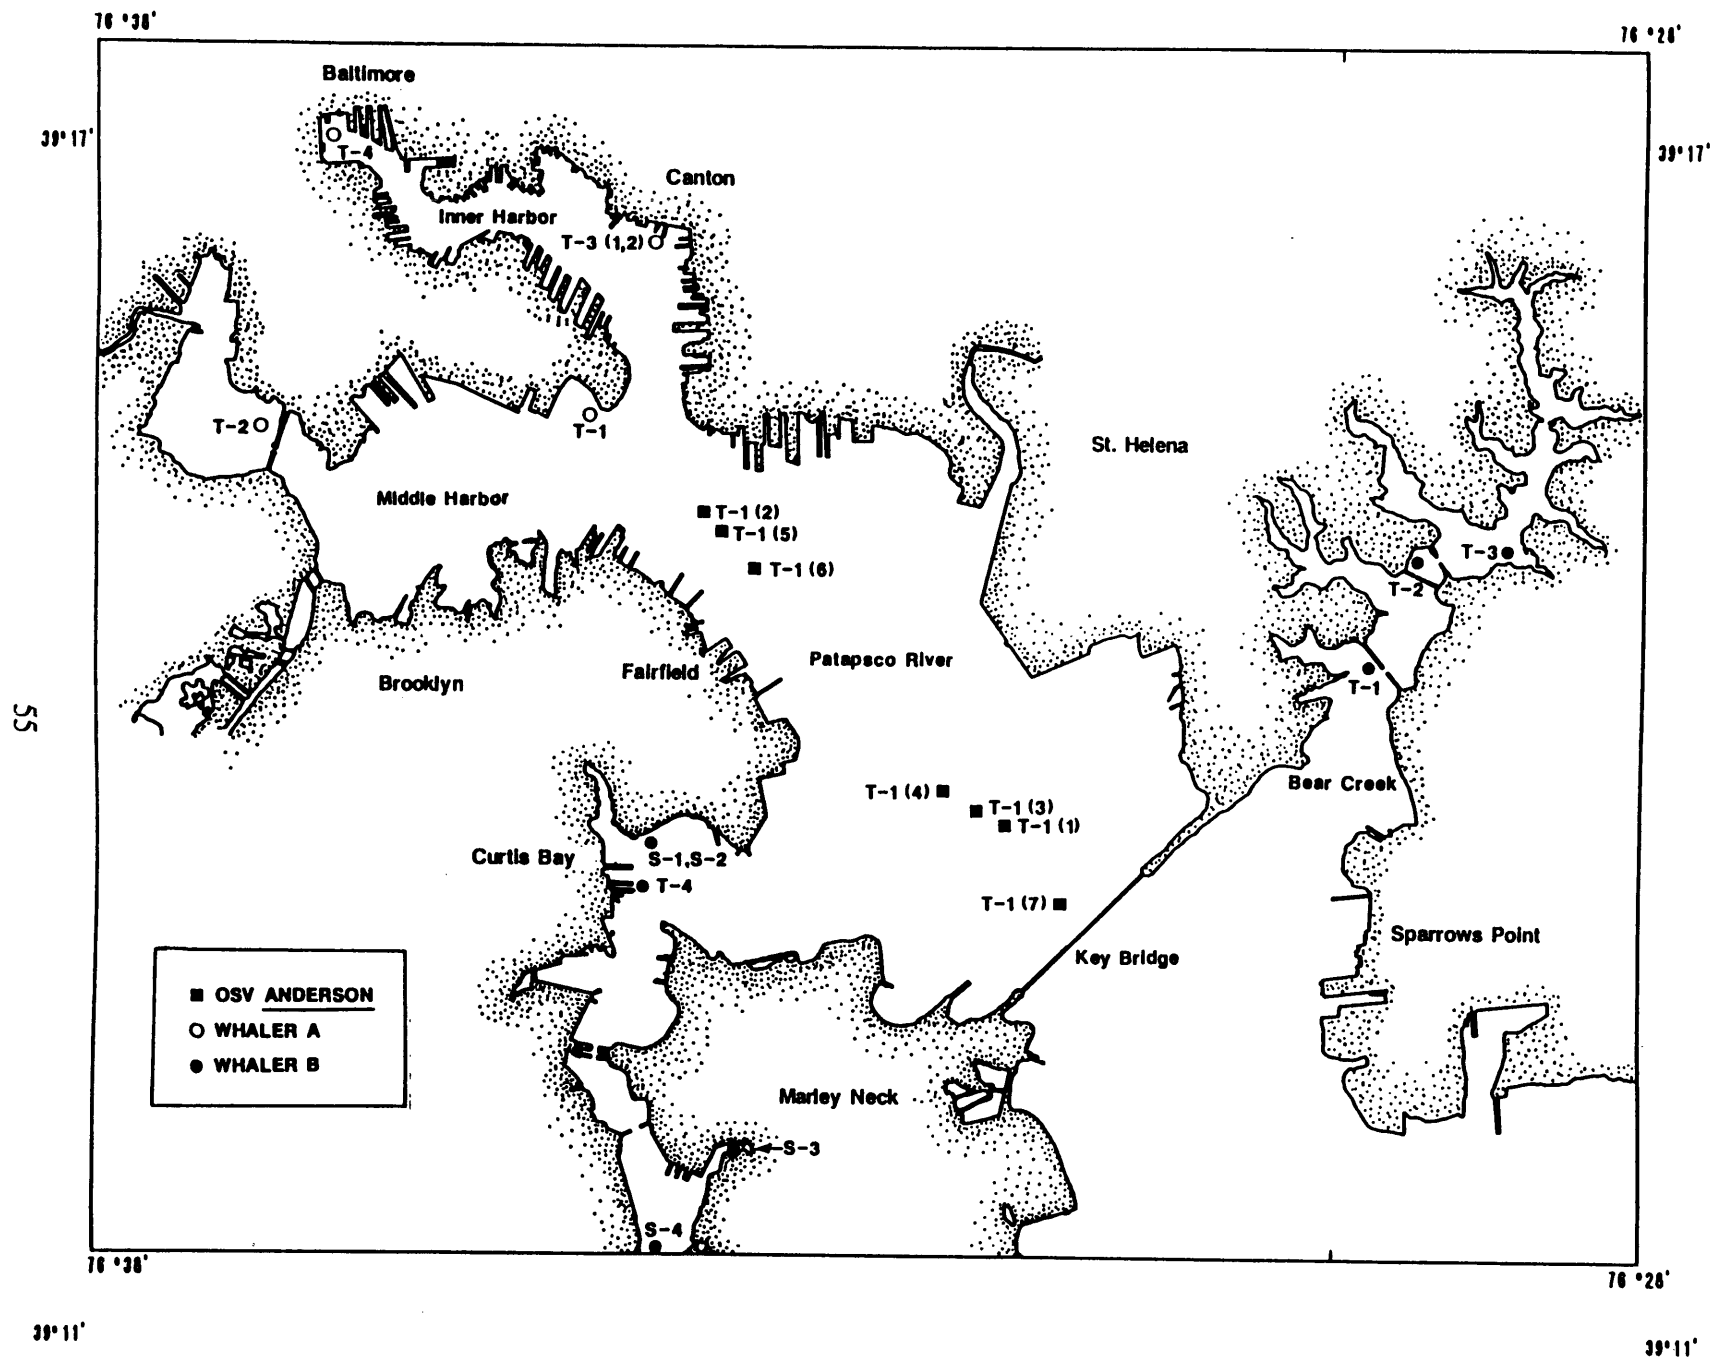 76°38'
76°28'
Baltimore
39°17'
39°17'
T-4
Canton
Inner Harbor
T-3 (1,2)
T-2
T-1
St. Helena
Middle Harbor
T-1 (2)
T-1 (5)
T-1 (6)
T-3
T-2
Patapsco River
Fairfield
Brooklyn
T-1
55
Bear Creek
T-1 (4)
T-1 (3)
T-1 (1)
Curtis Bay
S-1,S-2
T-4
T-1 (7)
Sparrows Point
Key Bridge
OSV ANDERSON
WHALER A
WHALER B
Marley Neck
S-3
S-4
76°38'
76°28'
39°11'
39°11'